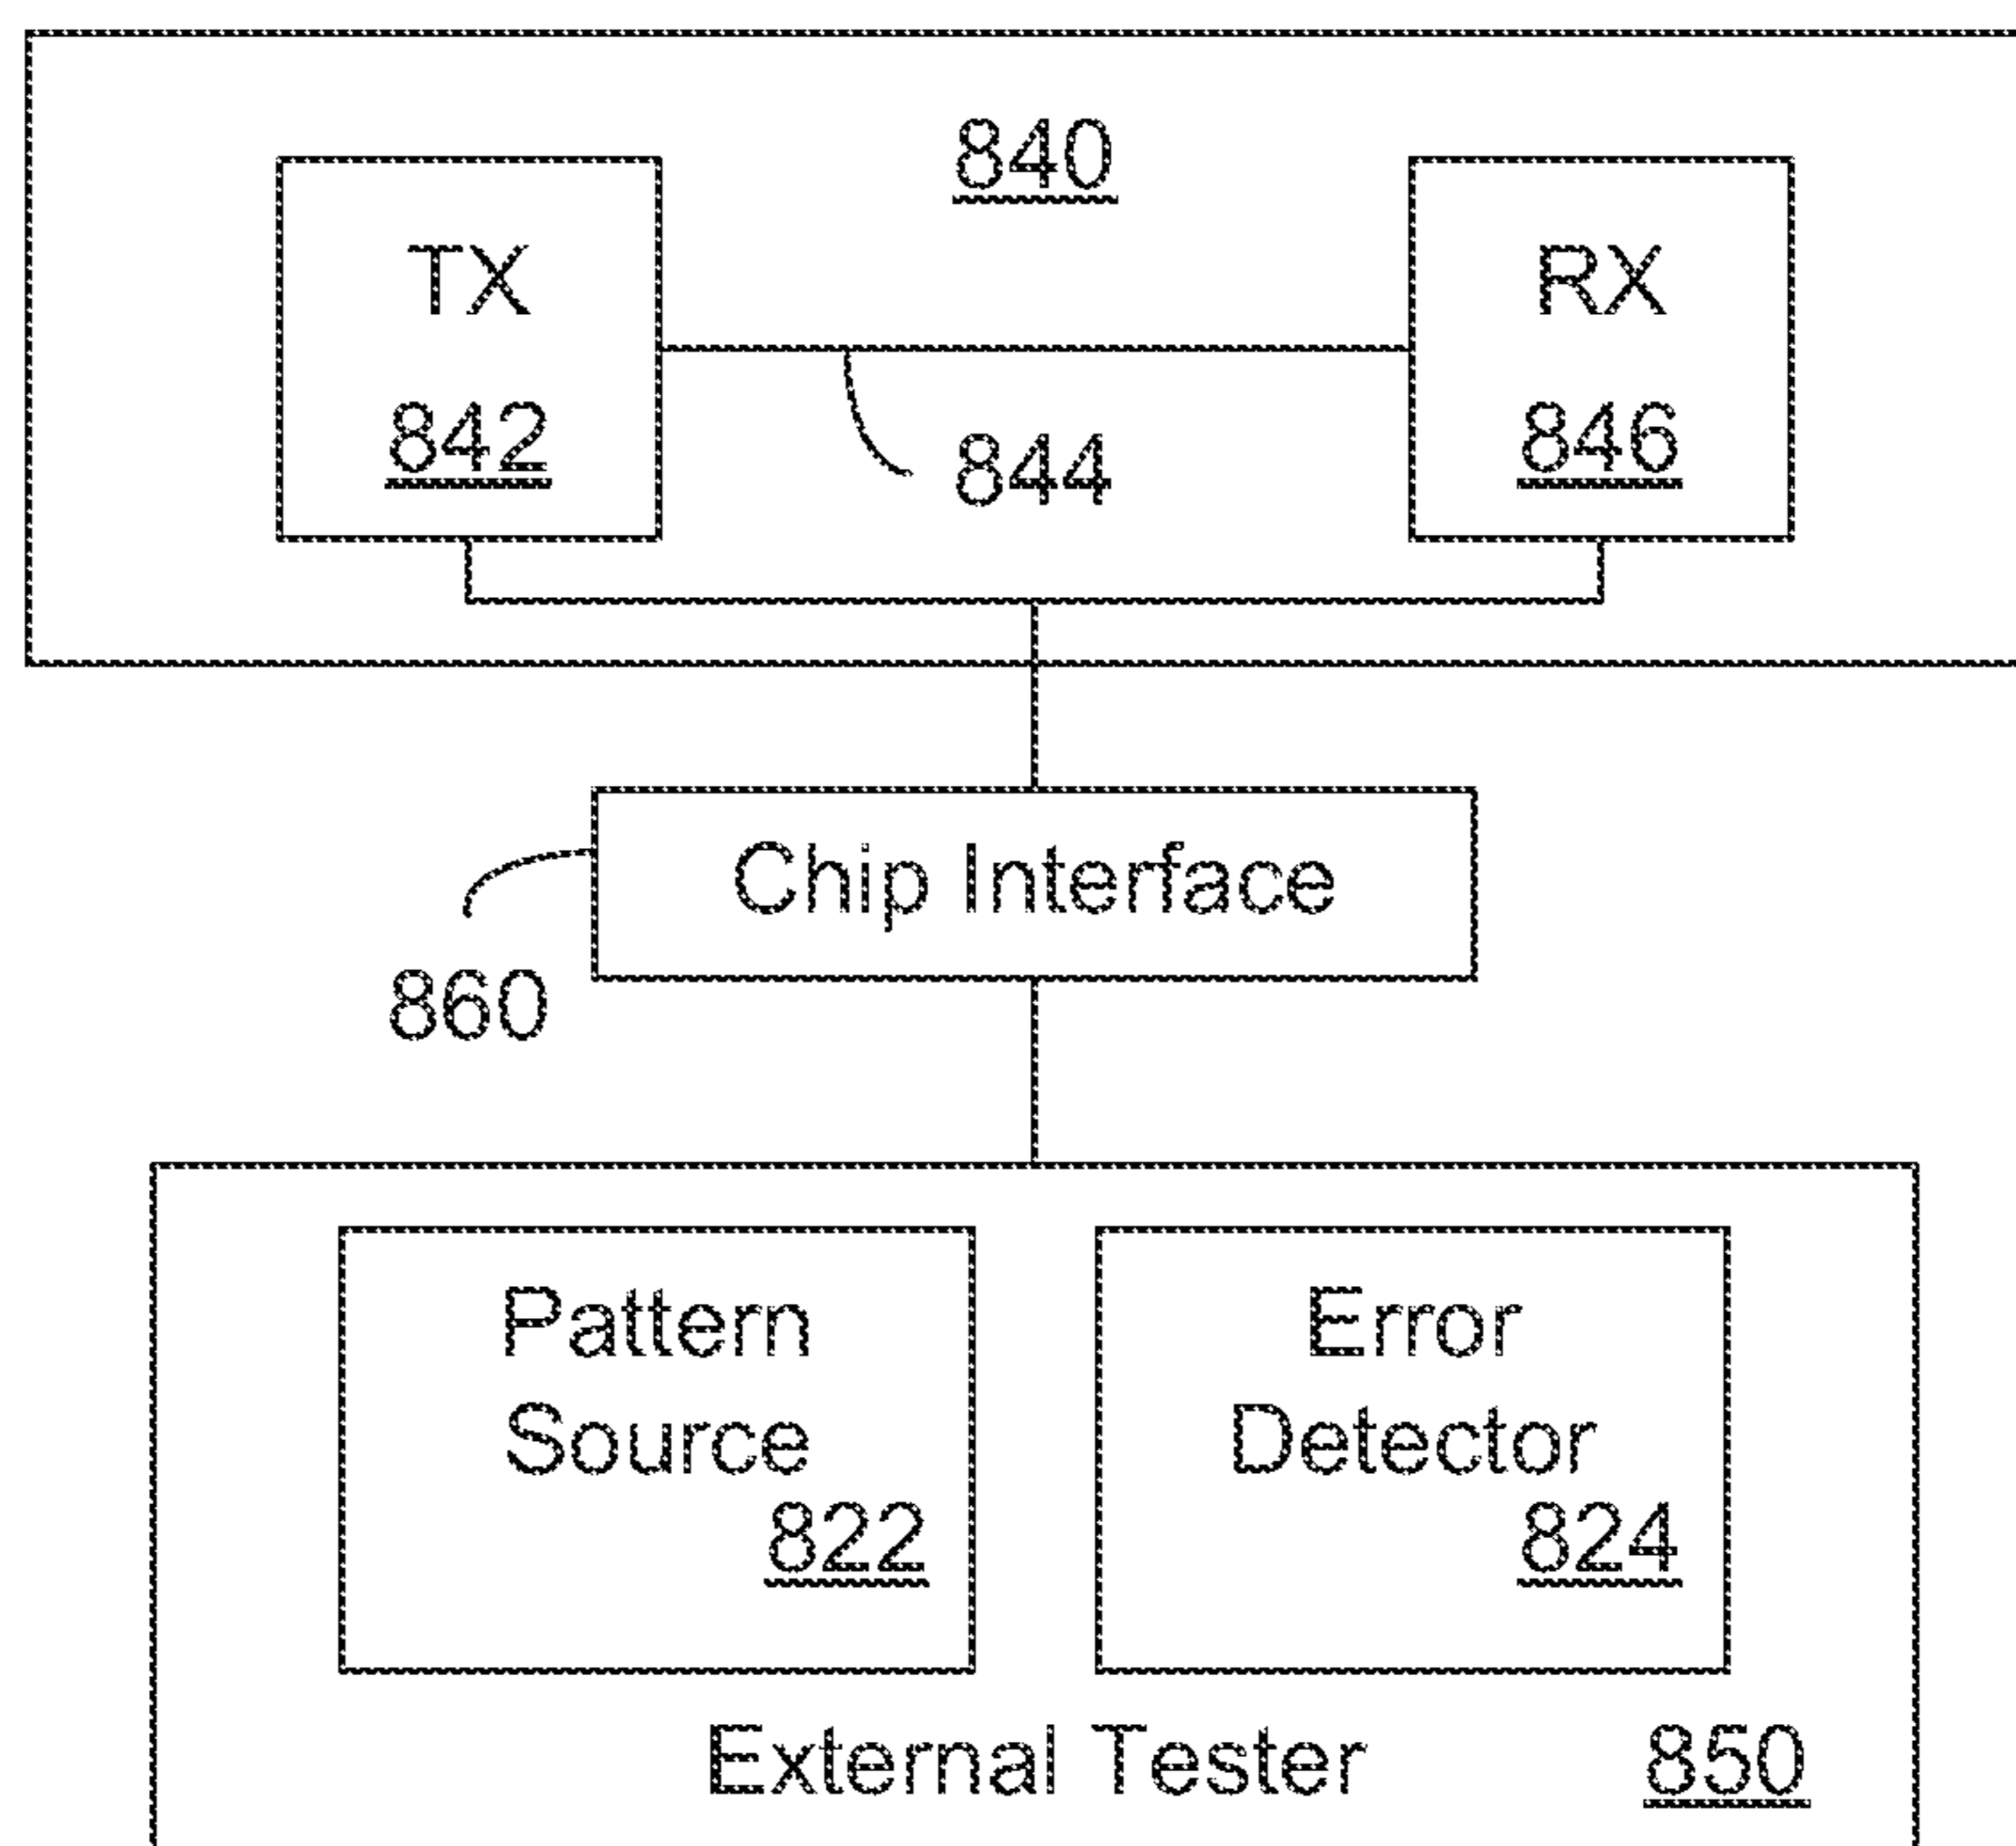 840
TX
842
RX
846
844
Chip Interface
860
Pattern
Source
822
Error
Detector
824
External Tester
850